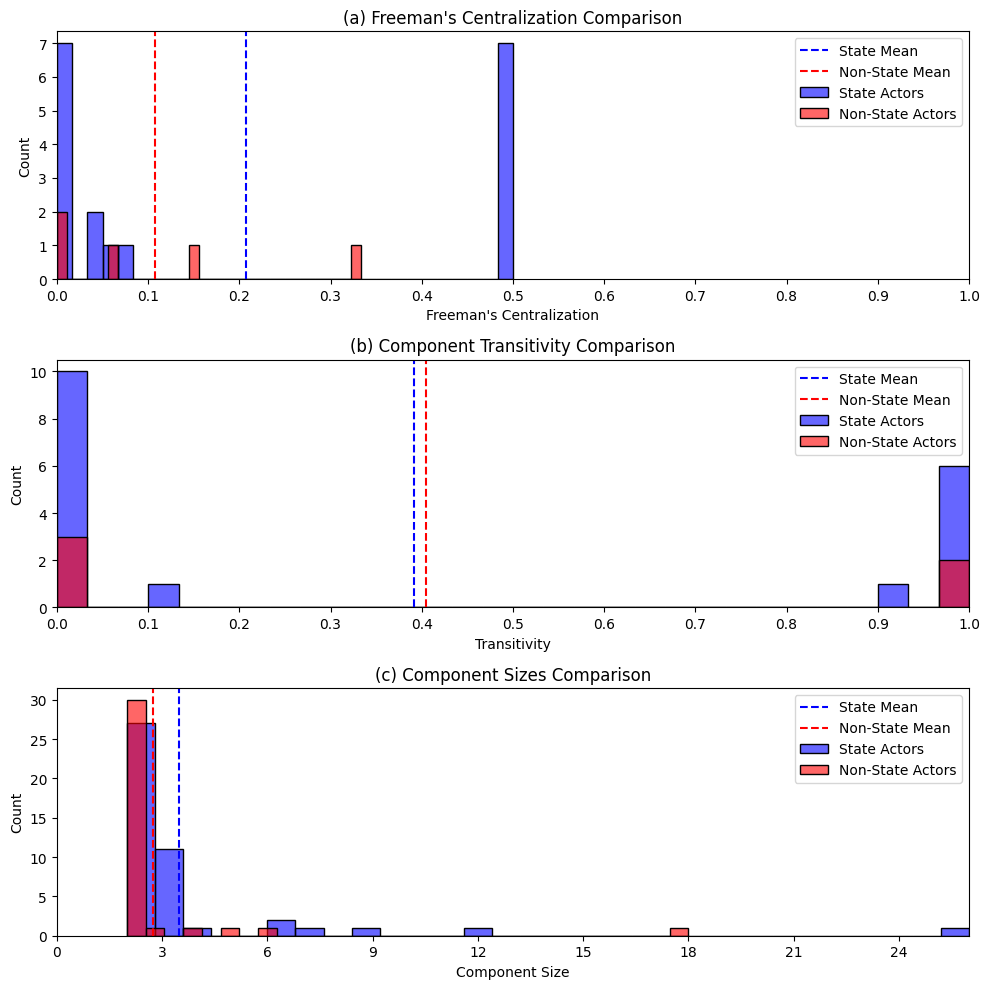 (a) Freeman's Centralization Comparison
7
6
5
4
3
2
1
0
Count
State Mean
Non-State Mean
State Actors
Non-State Actors
0.0 0.1 0.2 0.3 0.4 0.5 0.6 0.7 0.8 0.9 1.0
Freeman's Centralization
(b) Component Transitivity Comparison
10
8
6
4
2
0
Count
State Mean
Non-State Mean
State Actors
Non-State Actors
0.0 0.1 0.2 0.3 0.4 0.5 0.6 0.7 0.8 0.9 1.0
Transitivity
(c) Component Sizes Comparison
30
25
20
15
10
5
0
Count
State Mean
Non-State Mean
State Actors
Non-State Actors
0 3 6 9 12 15 18 21 24
Component Size